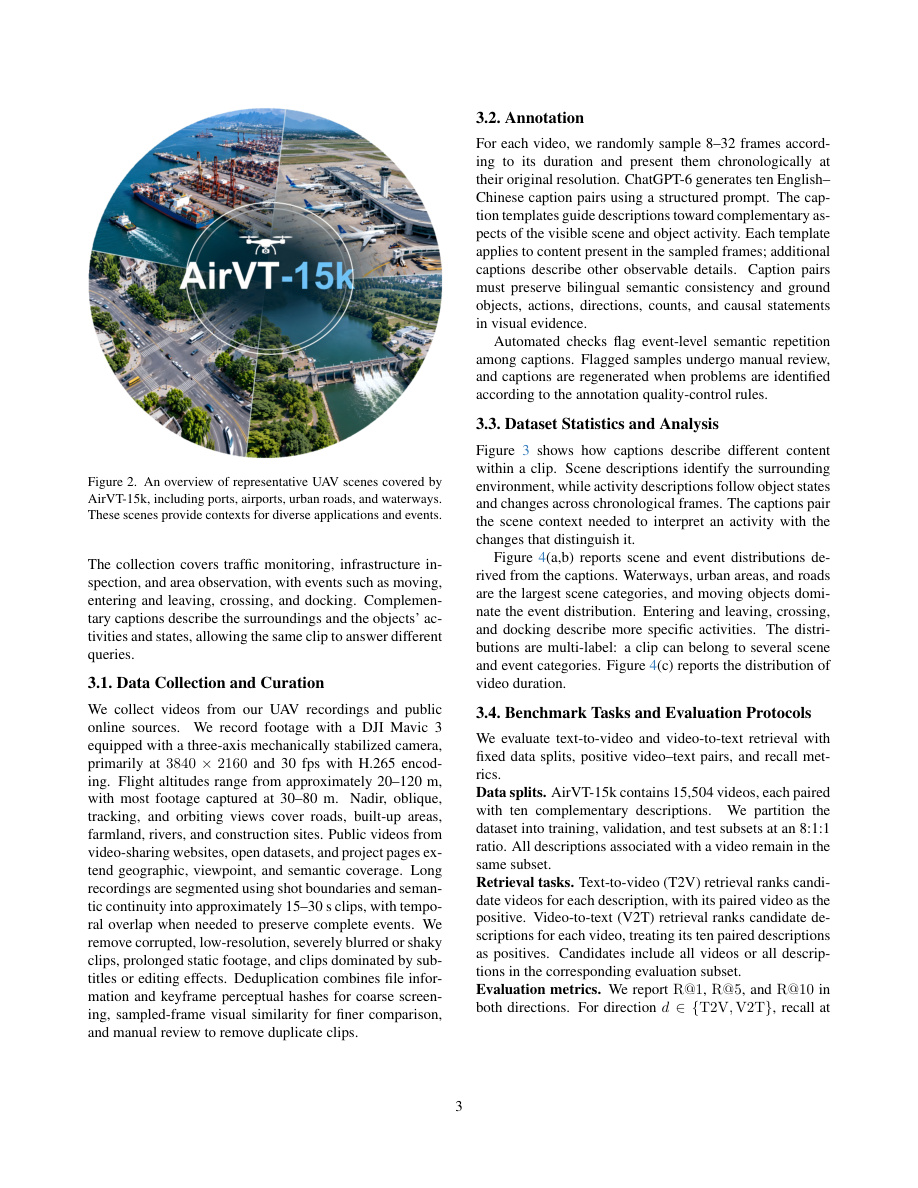 AirVT-15k
Figure 2. An overview of representative UAV scenes covered by
AirVT-15k, including ports, airports, urban roads, and waterways.
These scenes provide contexts for diverse applications and events.
The collection covers traffic monitoring, infrastructure in-
spection, and area observation, with events such as moving,
entering and leaving, crossing, and docking. Complemen-
tary captions describe the surroundings and the objects' ac-
tivities and states, allowing the same clip to answer different
queries.
3.1. Data Collection and Curation
We collect videos from our UAV recordings and public
online sources. We record footage with a DJI Mavic 3
equipped with a three-axis mechanically stabilized camera,
primarily at 3840 × 2160 and 30 fps with H.265 encod-
ing. Flight altitudes range from approximately 20–120 m,
with most footage captured at 30–80 m. Nadir, oblique,
tracking, and orbiting views cover roads, built-up areas,
farmland, rivers, and construction sites. Public videos from
video-sharing websites, open datasets, and project pages ex-
tend geographic, viewpoint, and semantic coverage. Long
recordings are segmented using shot boundaries and seman-
tic continuity into approximately 15–30 s clips, with tempo-
ral overlap when needed to preserve complete events. We
remove corrupted, low-resolution, severely blurred or shaky
clips, prolonged static footage, and clips dominated by sub-
titles or editing effects. Deduplication combines file infor-
mation and keyframe perceptual hashes for coarse screen-
ing, sampled-frame visual similarity for finer comparison,
and manual review to remove duplicate clips.
3.2. Annotation
For each video, we randomly sample 8–32 frames accord-
ing to its duration and present them chronologically at
their original resolution. ChatGPT-6 generates ten English–
Chinese caption pairs using a structured prompt. The cap-
tion templates guide descriptions toward complementary as-
pects of the visible scene and object activity. Each template
applies to content present in the sampled frames; additional
captions describe other observable details. Caption pairs
must preserve bilingual semantic consistency and ground
objects, actions, directions, counts, and causal statements
in visual evidence.
Automated checks flag event-level semantic repetition
among captions. Flagged samples undergo manual review,
and captions are regenerated when problems are identified
according to the annotation quality-control rules.
3.3. Dataset Statistics and Analysis
Figure 3 shows how captions describe different content
within a clip. Scene descriptions identify the surrounding
environment, while activity descriptions follow object states
and changes across chronological frames. The captions pair
the scene context needed to interpret an activity with the
changes that distinguish it.
Figure 4(a,b) reports scene and event distributions de-
rived from the captions. Waterways, urban areas, and roads
are the largest scene categories, and moving objects domi-
nate the event distribution. Entering and leaving, crossing,
and docking describe more specific activities. The distri-
butions are multi-label: a clip can belong to several scene
and event categories. Figure 4(c) reports the distribution of
video duration.
3.4. Benchmark Tasks and Evaluation Protocols
We evaluate text-to-video and video-to-text retrieval with
fixed data splits, positive video–text pairs, and recall met-
rics.
Data splits. AirVT-15k contains 15,504 videos, each paired
with ten complementary descriptions. We partition the
dataset into training, validation, and test subsets at an 8:1:1
ratio. All descriptions associated with a video remain in the
same subset.
Retrieval tasks. Text-to-video (T2V) retrieval ranks candi-
date videos for each description, with its paired video as the
positive. Video-to-text (V2T) retrieval ranks candidate de-
scriptions for each video, treating its ten paired descriptions
as positives. Candidates include all videos or all descrip-
tions in the corresponding evaluation subset.
Evaluation metrics. We report R@1, R@5, and R@10 in
both directions. For direction d ∈ {T2V, V2T}, recall at
3